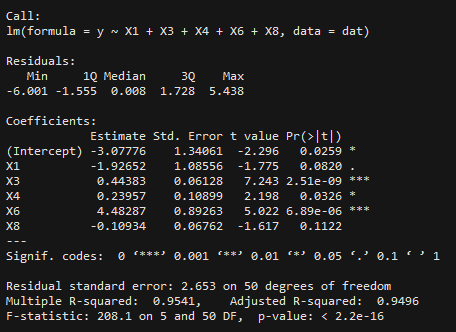 Call:
lm(formula = y ~ X1 + X3 + X4 + X6 + X8, data = dat)

Residuals:
   Min     1Q Median     3Q    Max
-6.001 -1.555  0.008  1.728  5.438

Coefficients:
            Estimate Std. Error t value Pr(>|t|)
(Intercept) -3.07776    1.34061  -2.296   0.0259 *
X1          -1.92652    1.08556  -1.775   0.0820 .
X3           0.44383    0.06128   7.243 2.51e-09 ***
X4           0.23957    0.10899   2.198   0.0326 *
X6           4.48287    0.89263   5.022 6.89e-06 ***
X8          -0.10934    0.06762  -1.617   0.1122
---
Signif. codes:  0 ‘***’ 0.001 ‘**’ 0.01 ‘*’ 0.05 ‘.’ 0.1 ‘ ’ 1

Residual standard error: 2.653 on 50 degrees of freedom
Multiple R-squared:  0.9541,    Adjusted R-squared:  0.9496
F-statistic: 208.1 on 5 and 50 DF,  p-value: < 2.2e-16